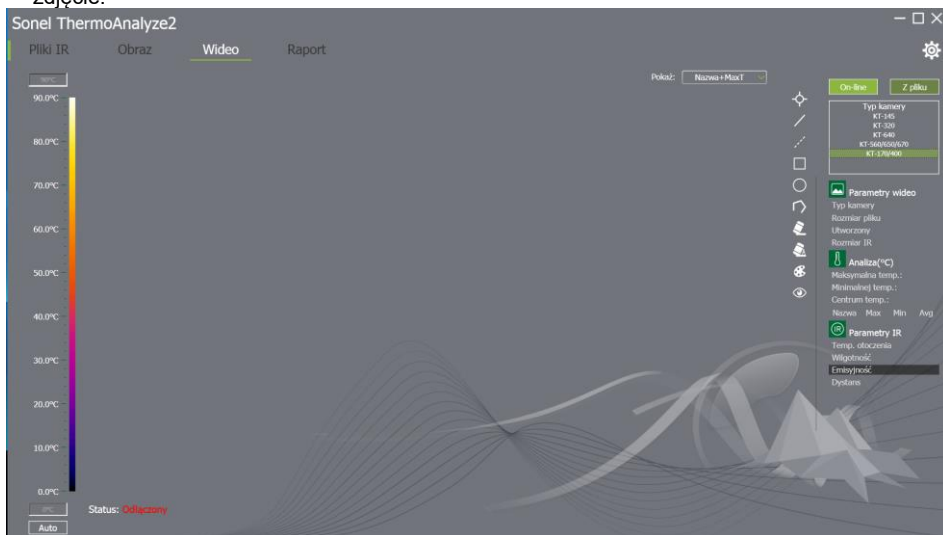 zdjęcie.
Sonel ThermoAnalyze2
Pliki IR Obraz Wideo Raport
Pokaż: Nazwa+MaxT
90.0°C
80.0°C
70.0°C
60.0°C
50.0°C
40.0°C
30.0°C
20.0°C
10.0°C
0.0°C
Auto
Status: Odłączony
On-line Z pliku
Typ kamery
KT-145
KT-320
KT-640
KT-560/650/670
KT-170/400
Parametry wideo
Typ kamery
Rozmiar pliku
Utworzony
Rozmiar IR
Analiza(°C)
Maksymalna temp.:
Minimalnej temp.:
Centrum temp.:
Nazwa Max Min Avg
IR Parametry IR
Temp. otoczenia
Wilgotność
Emisyjność
Dystans